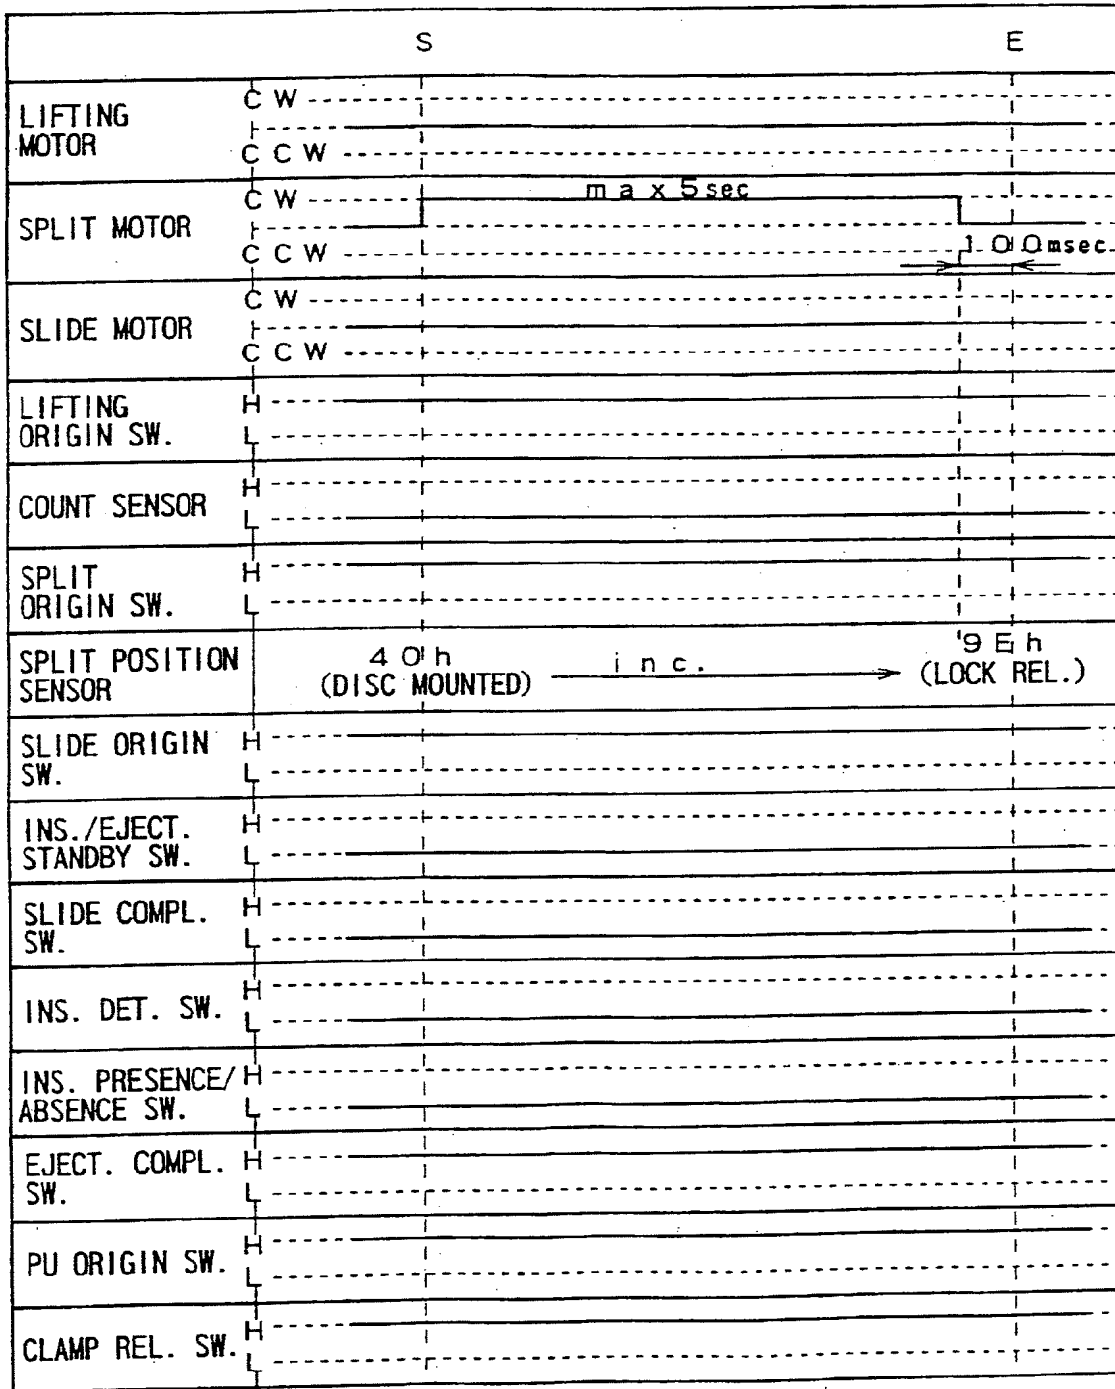 S E
LIFTING
MOTOR
CW
CCW
SPLIT MOTOR
CW
max 5sec
CCW
100msec
SLIDE MOTOR
CW
CCW
LIFTING
ORIGIN SW.
H
L
COUNT SENSOR
H
L
SPLIT
ORIGIN SW.
H
L
SPLIT POSITION
SENSOR
40h
(DISC MOUNTED)
inc.
9Eh
(LOCK REL.)
SLIDE ORIGIN
SW.
H
L
INS./EJECT.
STANDBY SW.
H
L
SLIDE COMPL.
SW.
H
L
INS. DET. SW.
H
L
INS. PRESENCE/
ABSENCE SW.
H
L
EJECT. COMPL.
SW.
H
L
PU ORIGIN SW.
H
L
CLAMP REL. SW.
H
L